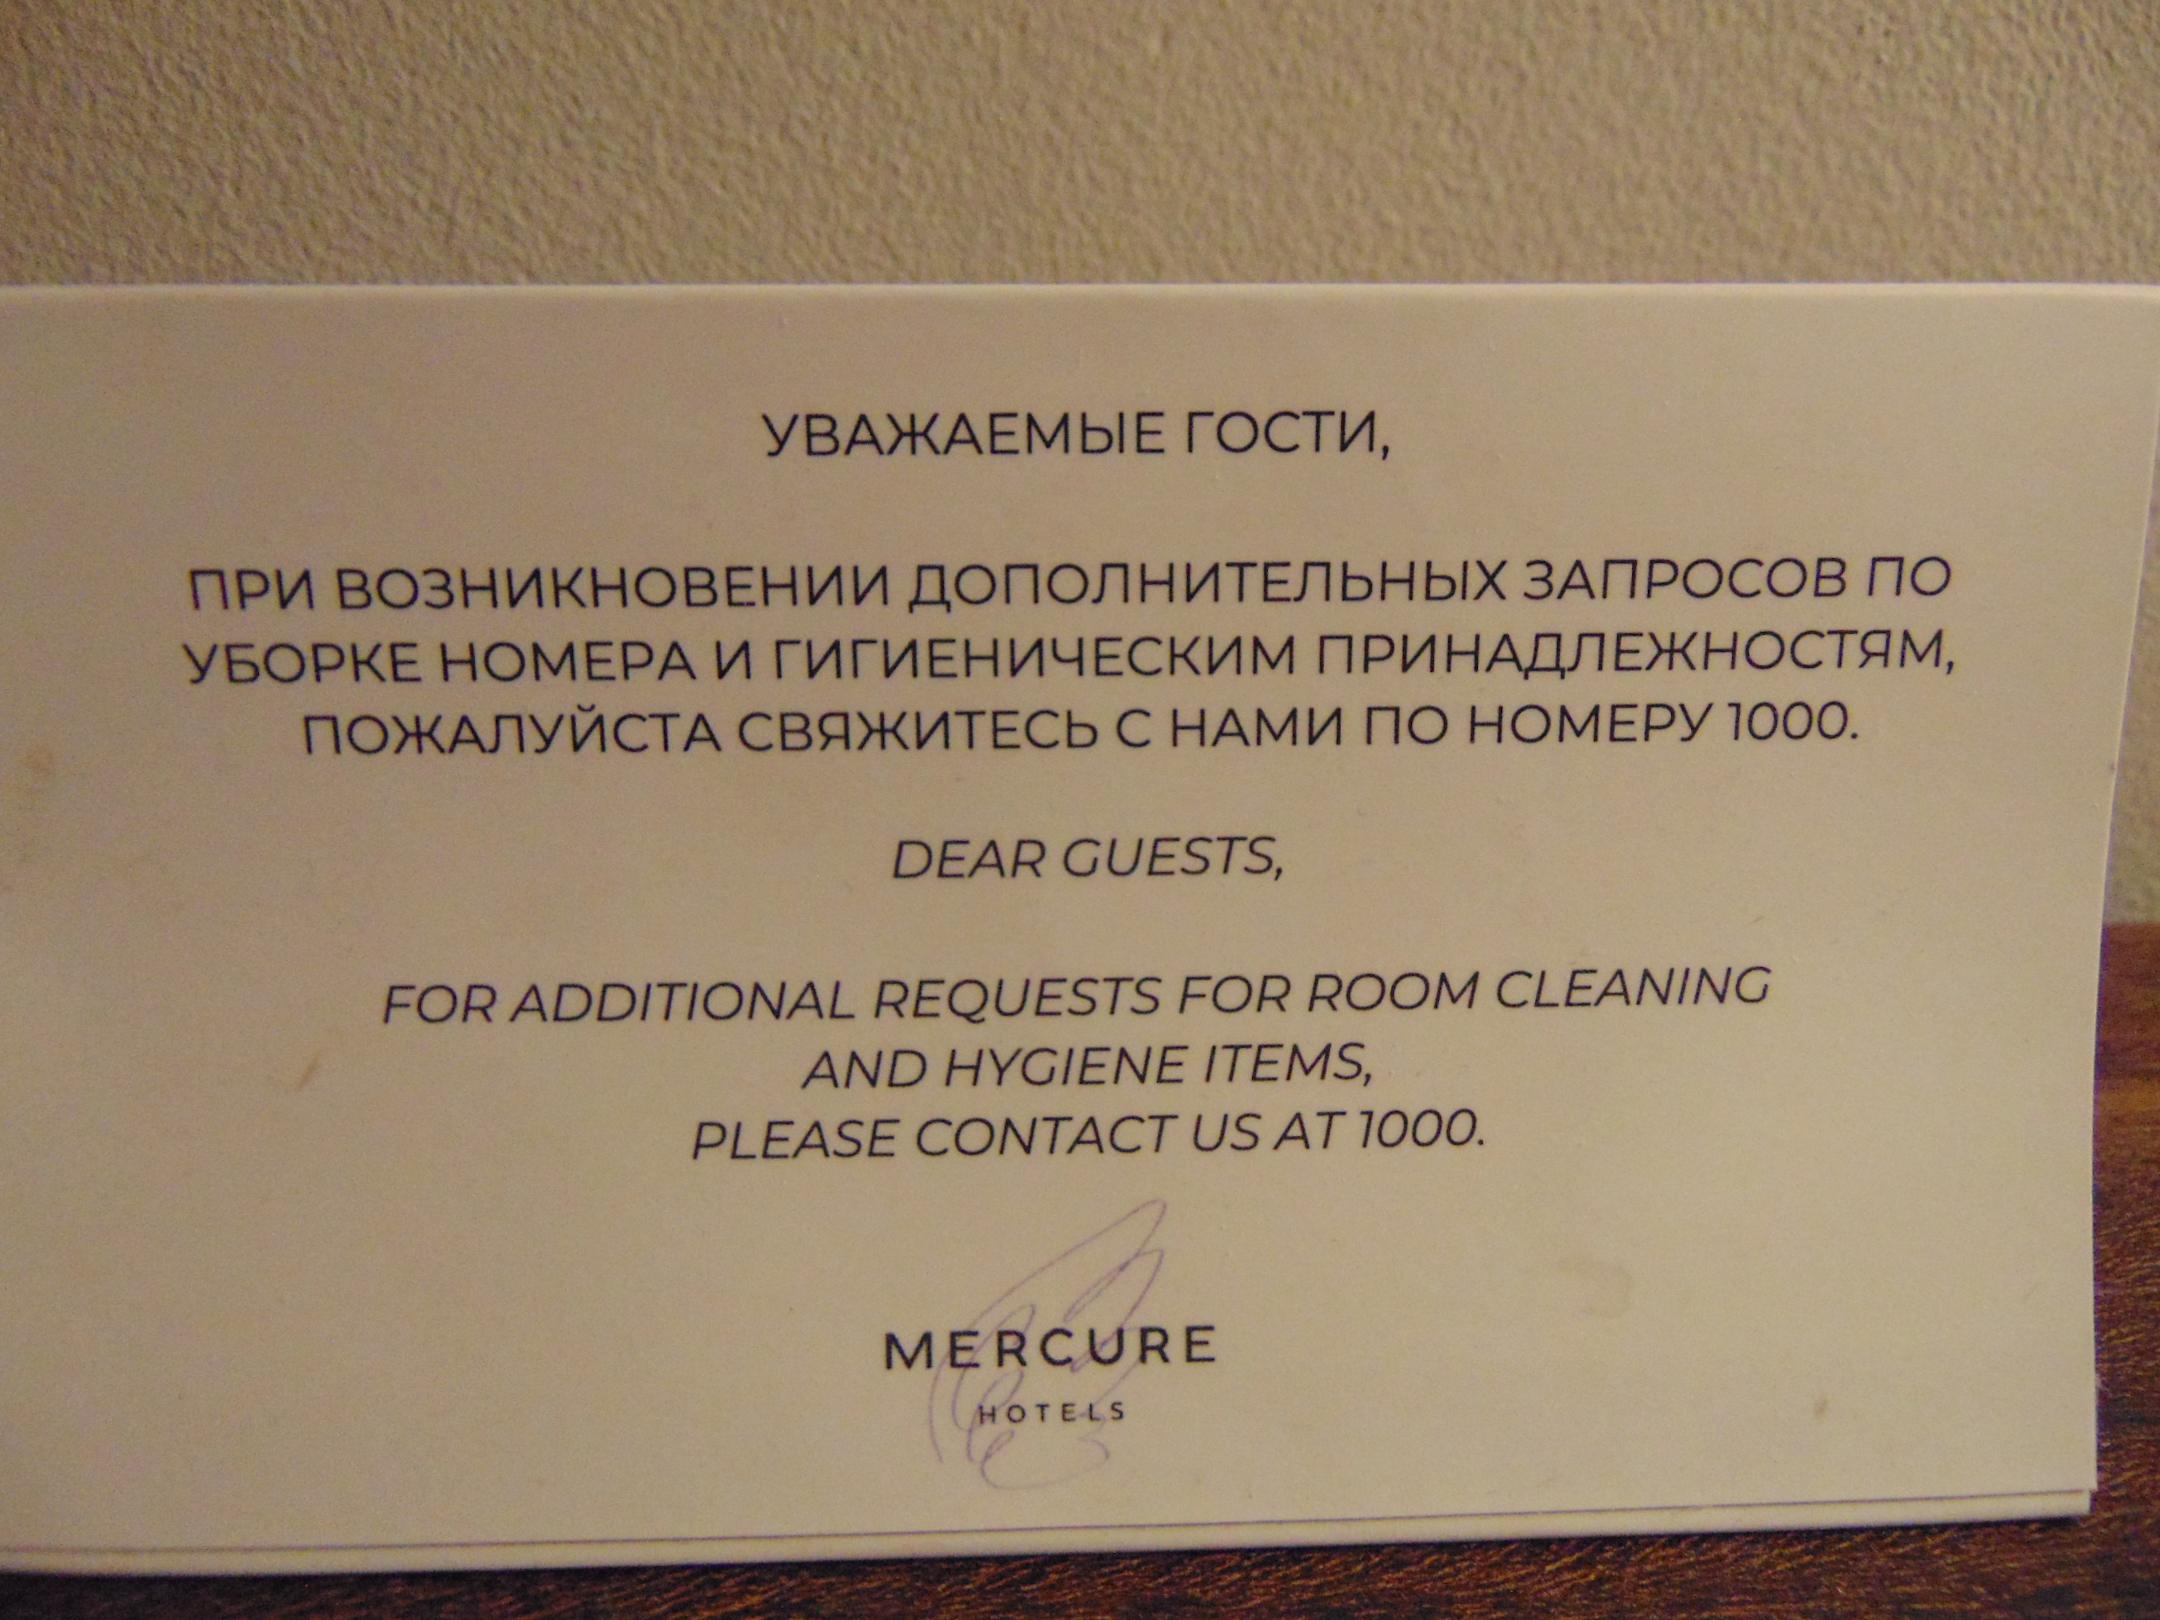 УВАЖАЕМЫЕ ГОСТИ,
ПРИ ВОЗНИКНОВЕНИИ ДОПОЛНИТЕЛЬНЫХ ЗАПРОСОВ ПО
УБОРКЕ НОМЕРА И ГИГИЕНИЧЕСКИМ ПРИНАДЛЕЖНОСТЯМ,
ПОЖАЛУЙСТА СВЯЖИТЕСЬ С НАМИ ПО НОМЕРУ 1000.
DEAR GUESTS,
FOR ADDITIONAL REQUESTS FOR ROOM CLEANING
AND HYGIENE ITEMS,
PLEASE CONTACT US AT 1000.
MERCURE
HOTELS